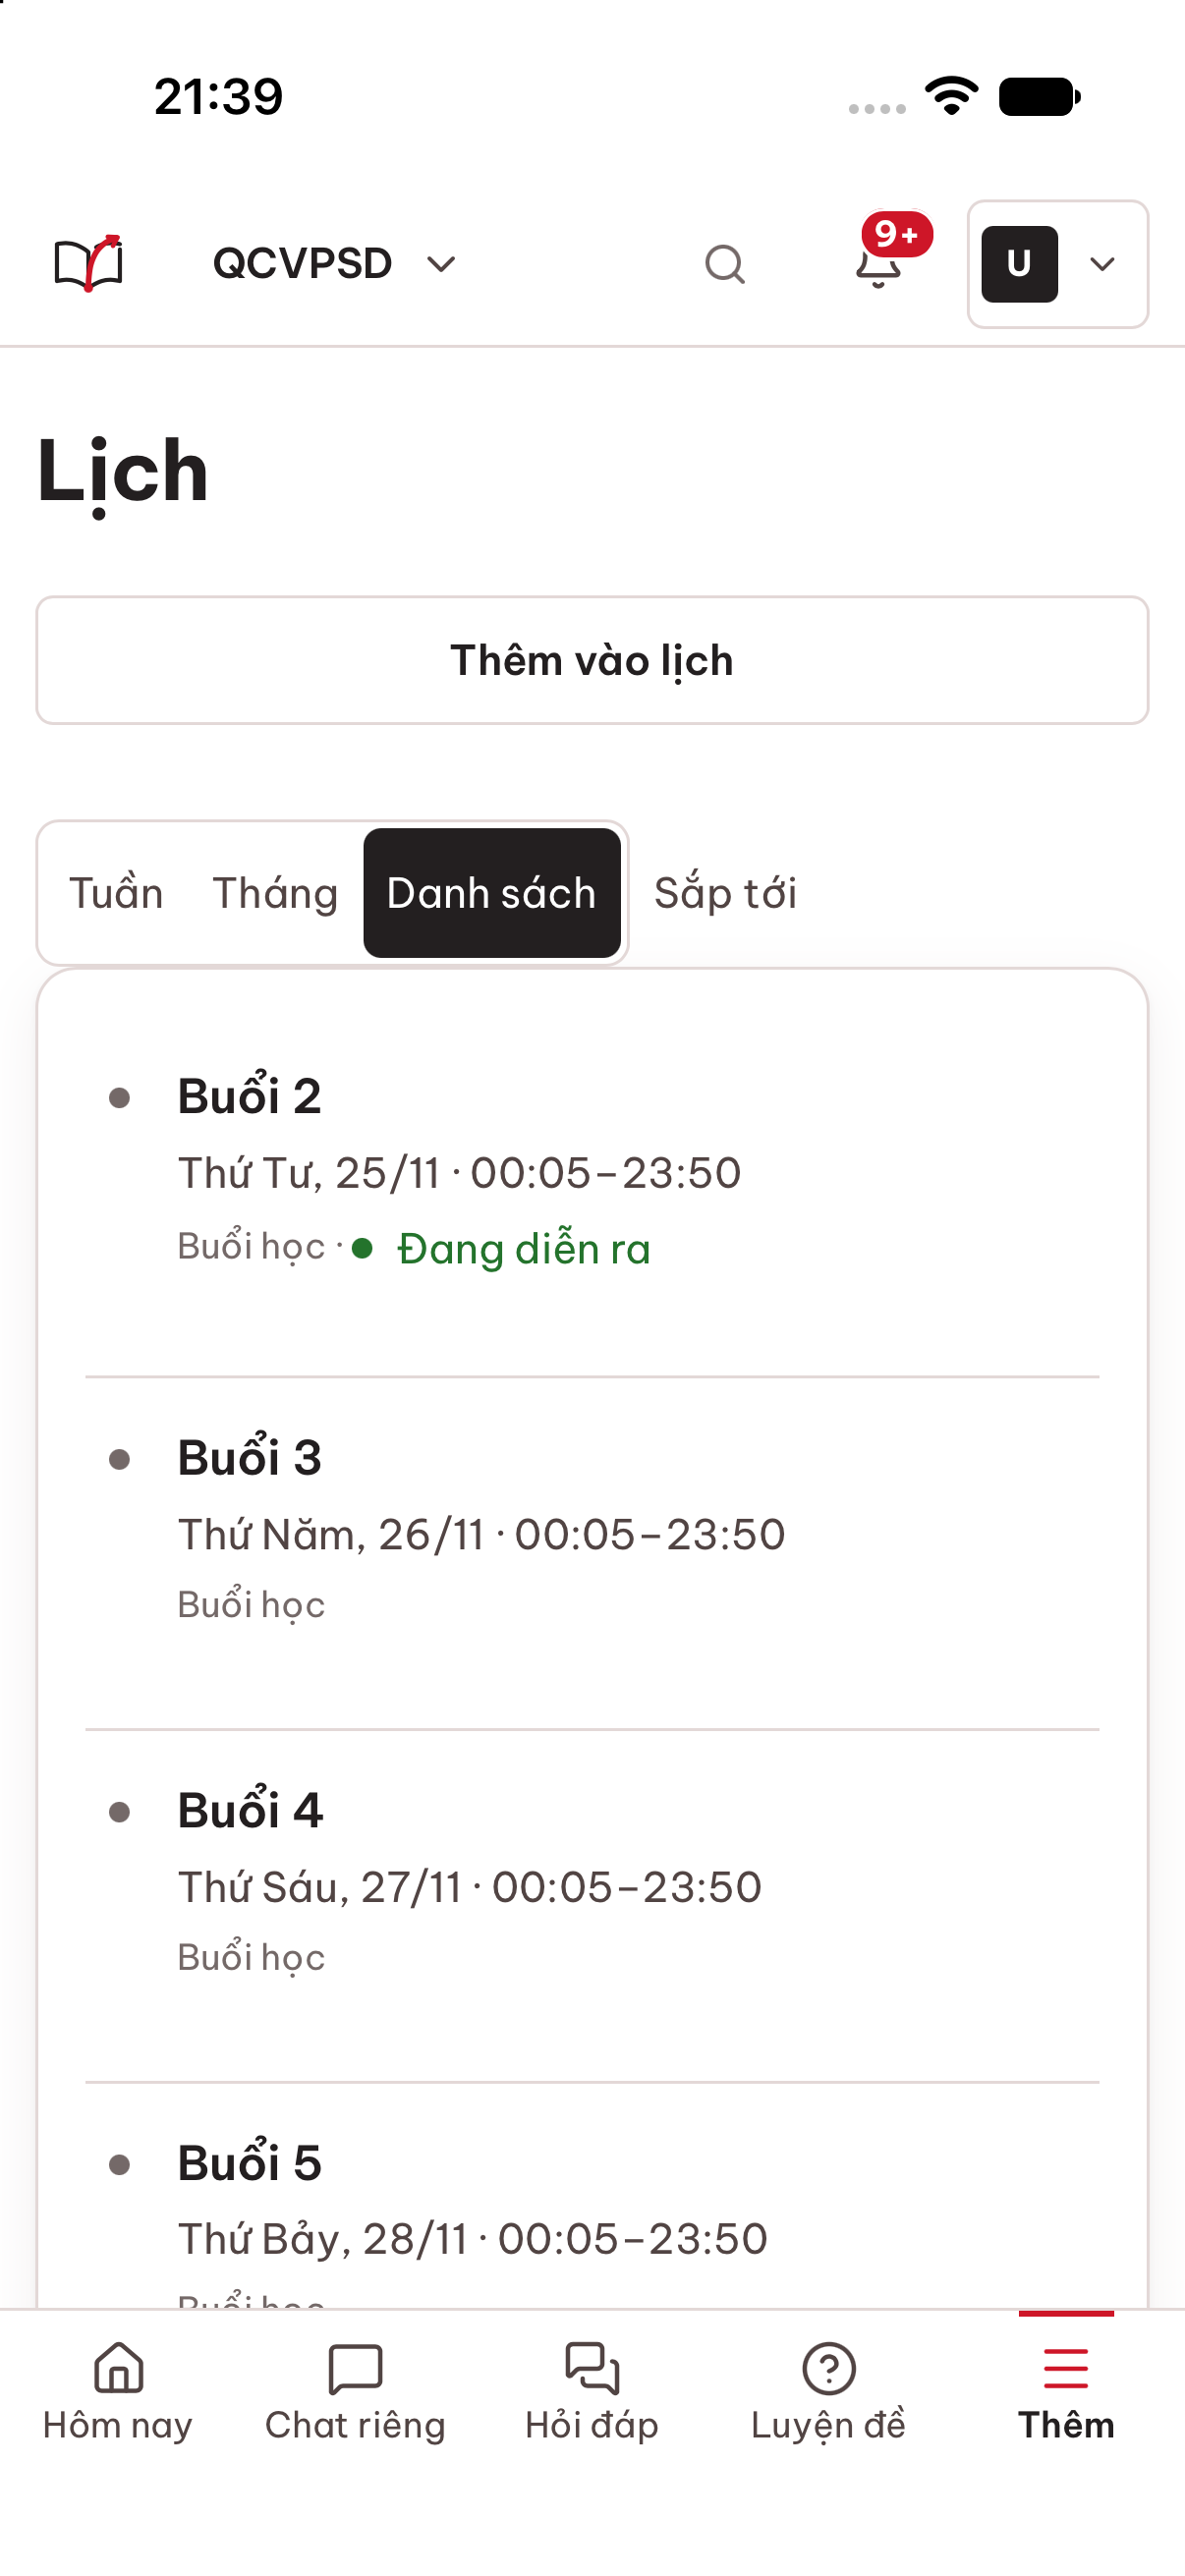 21:39
QCVPSD
9+
U
Lịch
Thêm vào lịch
Tuần Tháng Danh sách Sắp tới
Buổi 2
Thứ Tư, 25/11 · 00:05–23:50
Buổi học · Đang diễn ra
Buổi 3
Thứ Năm, 26/11 · 00:05–23:50
Buổi học
Buổi 4
Thứ Sáu, 27/11 · 00:05–23:50
Buổi học
Buổi 5
Thứ Bảy, 28/11 · 00:05–23:50
Buổi học
Hôm nay Chat riêng Hỏi đáp Luyện đề Thêm